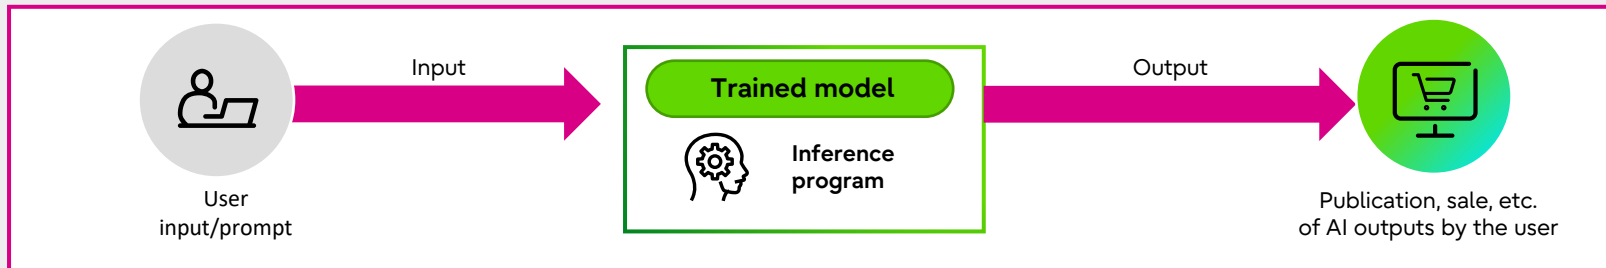 Input
Trained model
Output
Inference
program
User
input/prompt
Publication, sale, etc.
of AI outputs by the user